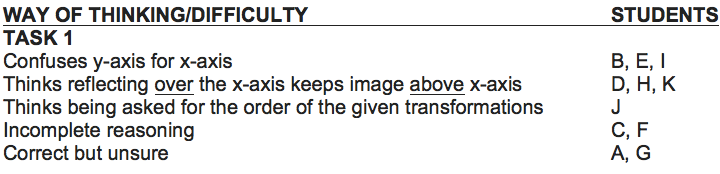 WAY OF THINKING/DIFFICULTY STUDENTS
TASK 1
Confuses y-axis for x-axis B, E, I
Thinks reflecting over the x-axis keeps image above x-axis D, H, K
Thinks being asked for the order of the given transformations J
Incomplete reasoning C, F
Correct but unsure A, G